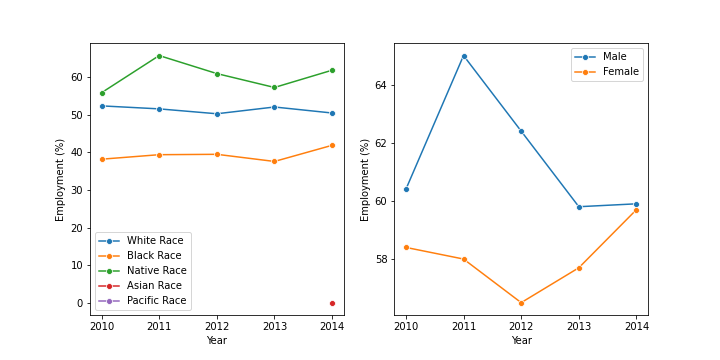 Employment (%)
60
50
40
30
20
10
0
White Race
Black Race
Native Race
Asian Race
Pacific Race
2010 2011 2012 2013 2014
Year
Employment (%)
64
62
60
58
Male
Female
2010 2011 2012 2013 2014
Year